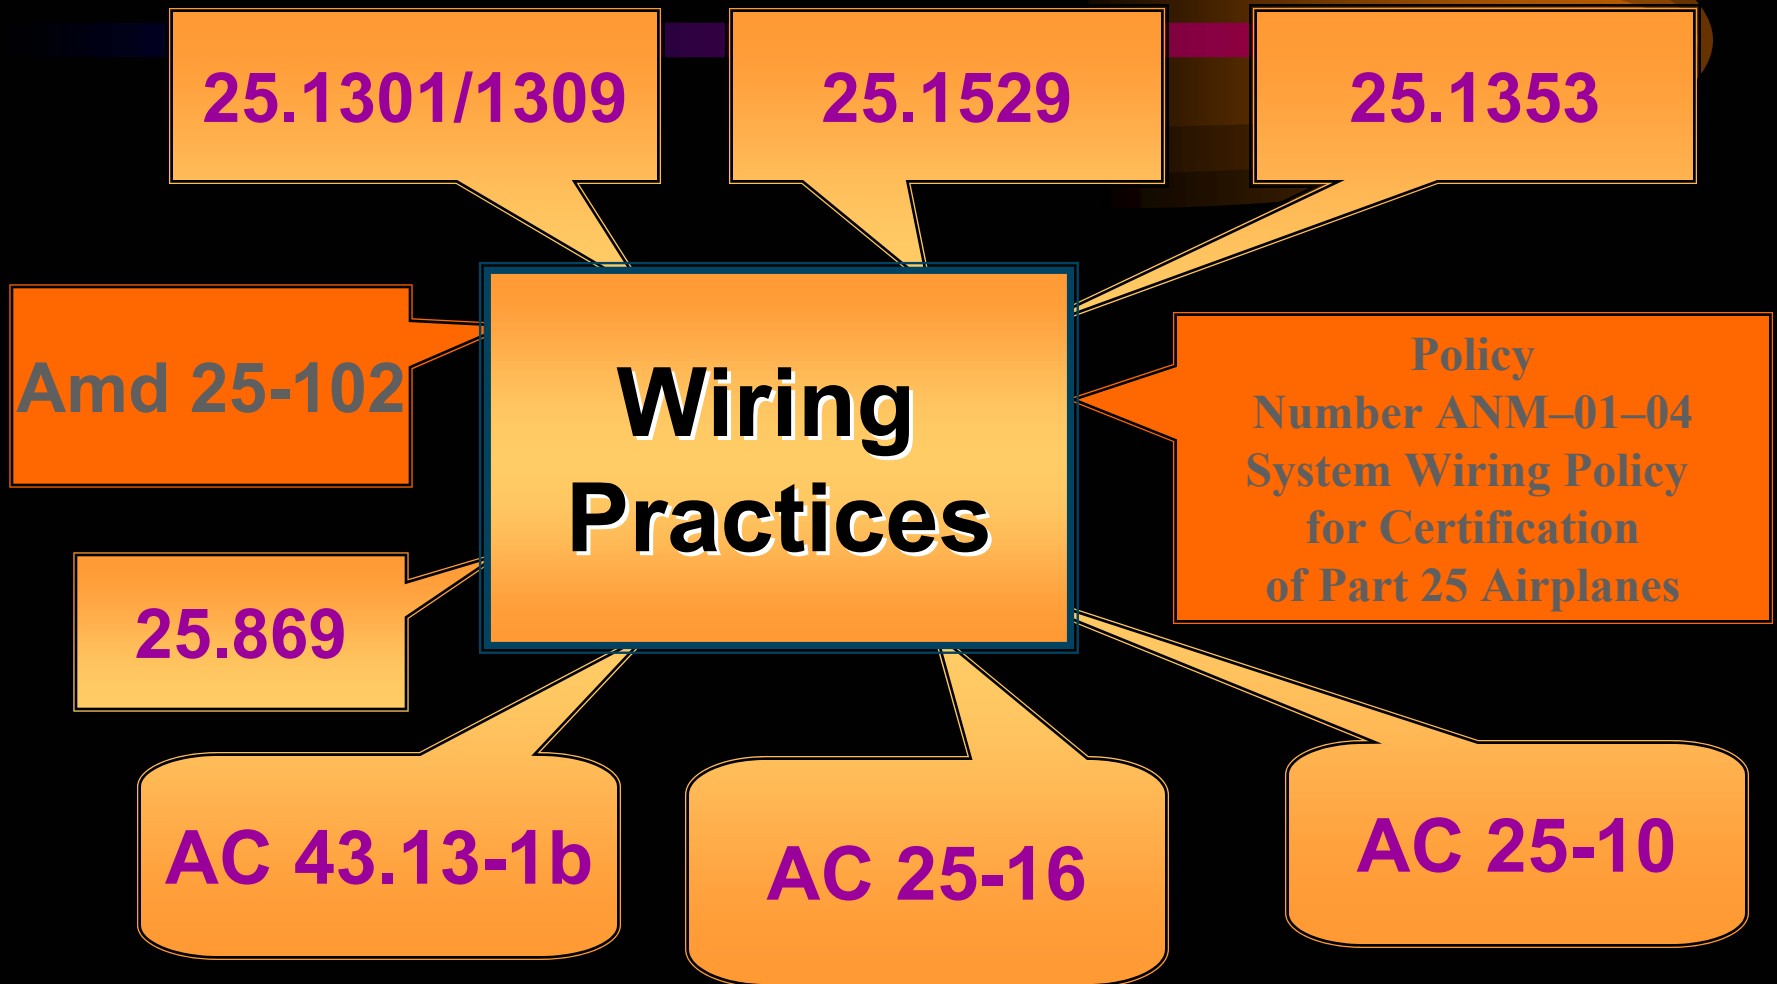 25.1301/1309
25.1529
25.1353
Amd 25-102
Wiring
Practices
Policy
Number ANM–01–04
System Wiring Policy
for Certification
of Part 25 Airplanes
25.869
AC 43.13-1b
AC 25-16
AC 25-10